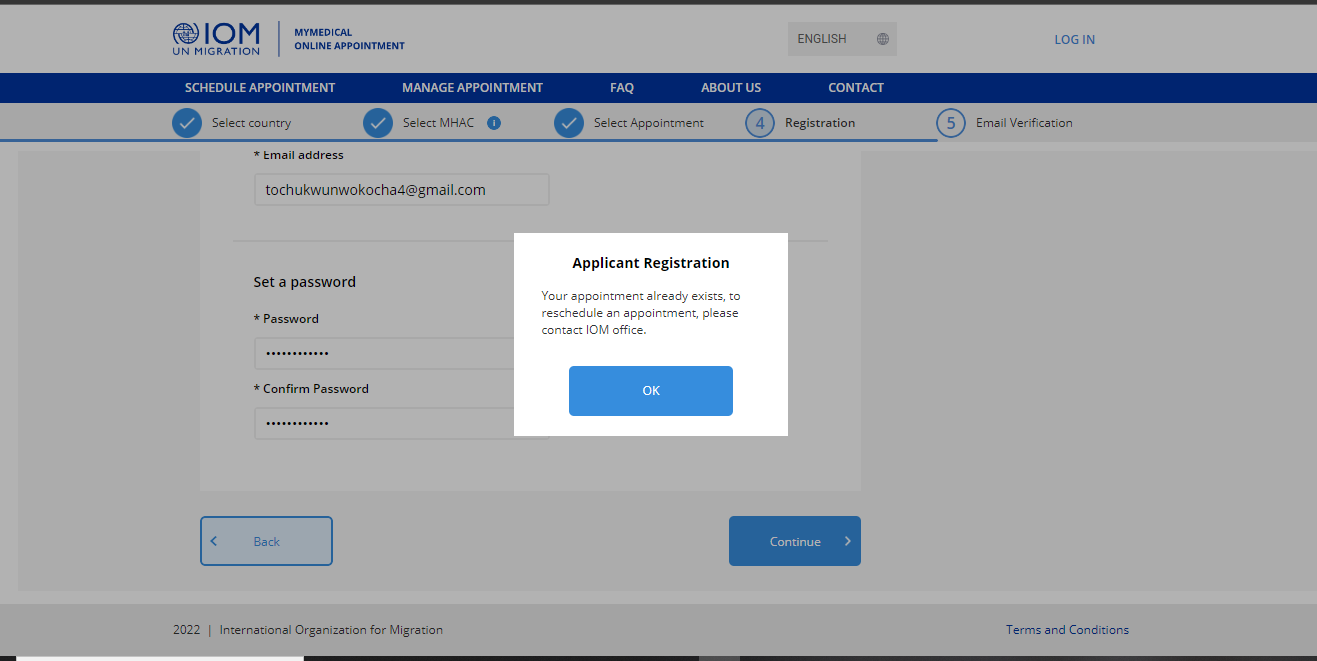 IOM
UN MIGRATION
MYMEDICAL
ONLINE APPOINTMENT
ENGLISH
LOG IN
SCHEDULE APPOINTMENT
MANAGE APPOINTMENT
FAQ
ABOUT US
CONTACT
Select country
Select MHAC
i
Select Appointment
4
Registration
5
Email Verification
* Email address
tochukwunwokocha4@gmail.com
Set a password
* Password
••••••••••••
* Confirm Password
••••••••••••
Applicant Registration
Your appointment already exists, to
reschedule an appointment, please
contact IOM office.
OK
Back
Continue
2022 | International Organization for Migration
Terms and Conditions